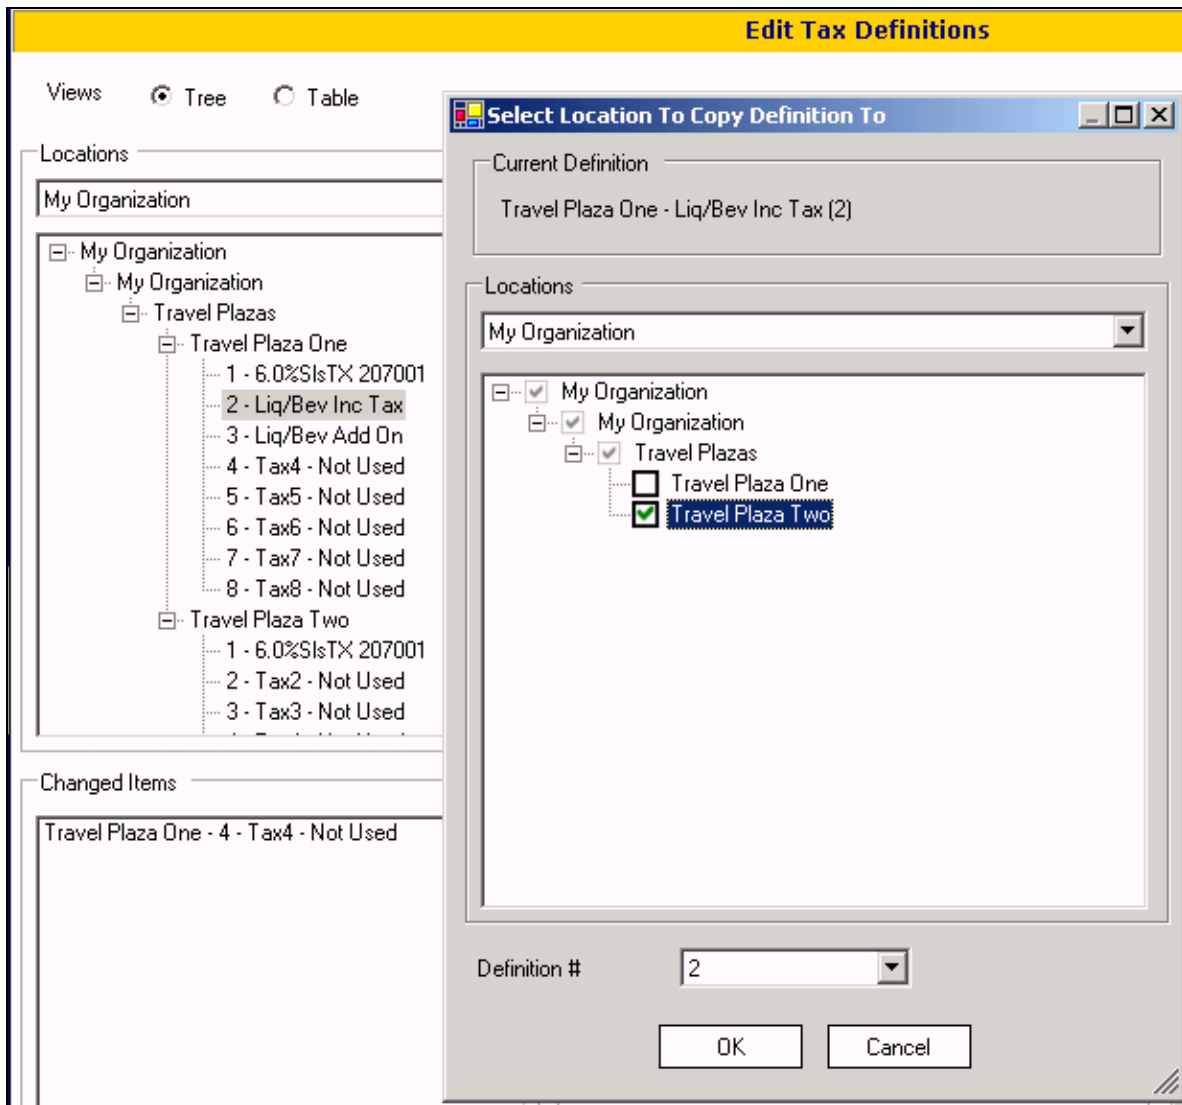 Edit Tax Definitions
Views
Tree
Table
Locations
My Organization
My Organization
My Organization
Travel Plazas
Travel Plaza One
1 - 6.0%SlsTX 207001
2 - Liq/Bev Inc Tax
3 - Liq/Bev Add On
4 - Tax4 - Not Used
5 - Tax5 - Not Used
6 - Tax6 - Not Used
7 - Tax7 - Not Used
8 - Tax8 - Not Used
Travel Plaza Two
1 - 6.0%SlsTX 207001
2 - Tax2 - Not Used
3 - Tax3 - Not Used
Changed Items
Travel Plaza One - 4 - Tax4 - Not Used
Select Location To Copy Definition To
Current Definition
Travel Plaza One - Liq/Bev Inc Tax (2)
Locations
My Organization
My Organization
My Organization
Travel Plazas
Travel Plaza One
Travel Plaza Two
Definition # 2
OK Cancel